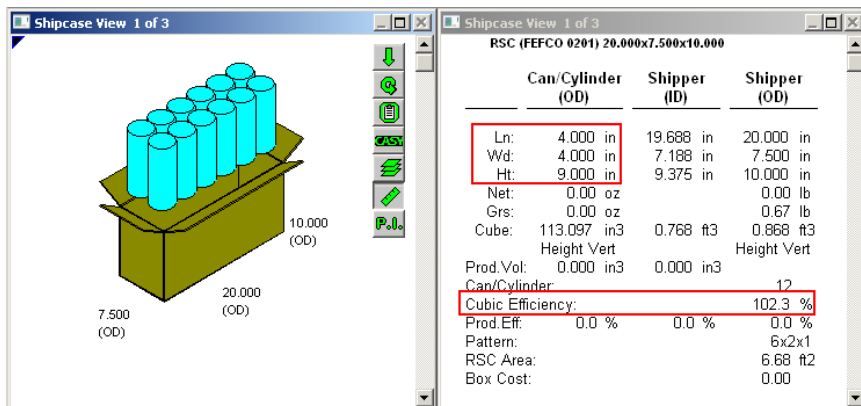 Shipcase View 1 of 3
CASY
P.I.
10.000
(OD)
20.000
(OD)
7.500
(OD)
Shipcase View 1 of 3
RSC (FEFCO 0201) 20.000x7.500x10.000
Can/Cylinder Shipper Shipper
(OD) (ID) (OD)
Ln: 4.000 in 19.688 in 20.000 in
Wd: 4.000 in 7.188 in 7.500 in
Ht: 9.000 in 9.375 in 10.000 in
Net: 0.00 oz 0.00 lb
Grs: 0.00 oz 0.67 lb
Cube: 113.097 in3 0.768 ft3 0.868 ft3
Height Vert Height Vert
Prod.Vol: 0.000 in3 0.000 in3
Can/Cylinder: 12
Cubic Efficiency: 102.3 %
Prod.Eff: 0.0 % 0.0 % 0.0 %
Pattern: 6x2x1
RSC Area: 6.68 ft2
Box Cost: 0.00